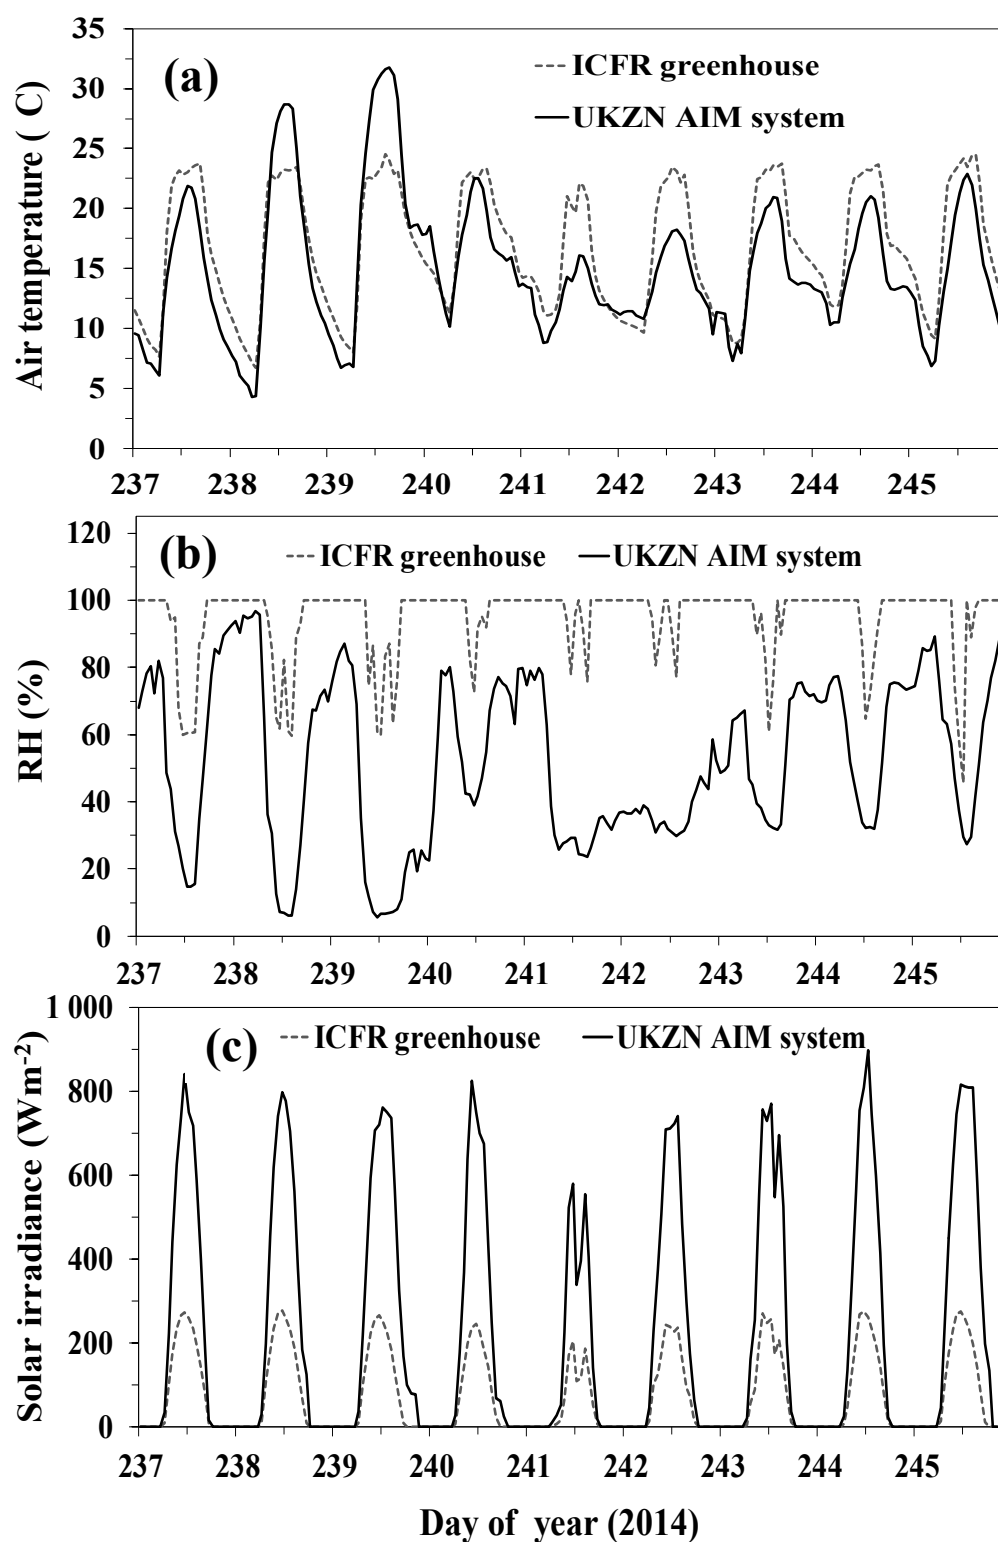 35
(a)
ICFR greenhouse
30
UKZN AIM system
25
20
15
10
5
0
Air temperature ( C)
237 238 239 240 241 242 243 244 245
120
(b)
ICFR greenhouse UKZN AIM system
100
80
60
40
20
0
RH (%)
237 238 239 240 241 242 243 244 245
1 000
(c)
ICFR greenhouse UKZN AIM system
800
600
400
200
0
Solar irradiance (Wm-2)
237 238 239 240 241 242 243 244 245
Day of year (2014)